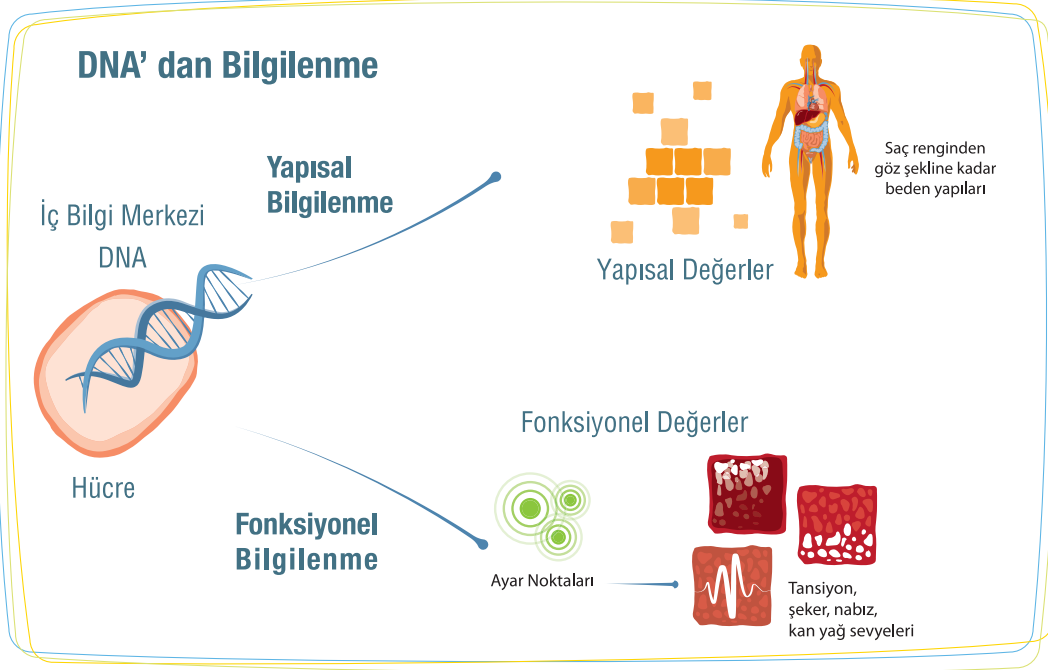 DNA' dan Bilgilenme
Yapısal
Bilgilenme
İç Bilgi Merkezi
DNA
Saç renginden
göz şekline kadar
beden yapıları
Yapısal Değerler
Hücre
Fonksiyonel
Bilgilenme
Fonksiyonel Değerler
Ayar Noktaları
Tansiyon,
şeker, nabız,
kan yağ sevyeleri